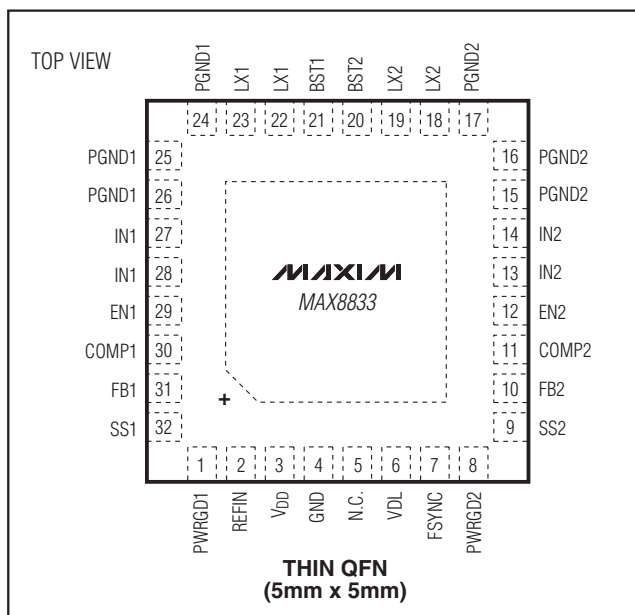 TOP VIEW
PGND1 LX1 LX1 BST1 BST2 LX2 LX2 PGND2
24 23 22 21 20 19 18 17
PGND1 25 16 PGND2
PGND1 26 15 PGND2
IN1 27 14 IN2
IN1 28 13 IN2
EN1 29 12 EN2
COMP1 30 11 COMP2
FB1 31 10 FB2
SS1 32 9 SS2
MAXIM
MAX8833
+
1 2 3 4 5 6 7 8
PWRGD1 REFIN VDD GND N.C. VDL FSYNC PWRGD2
THIN QFN
(5mm x 5mm)